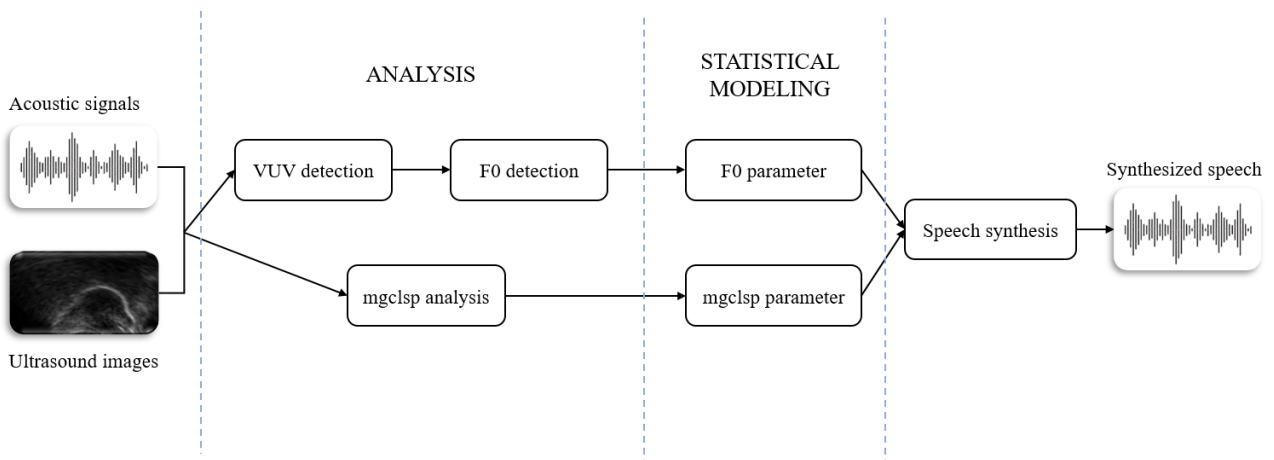 Acoustic signals
Ultrasound images
ANALYSIS
VUV detection
F0 detection
mgclsp analysis
STATISTICAL
MODELING
F0 parameter
mgclsp parameter
Speech synthesis
Synthesized speech